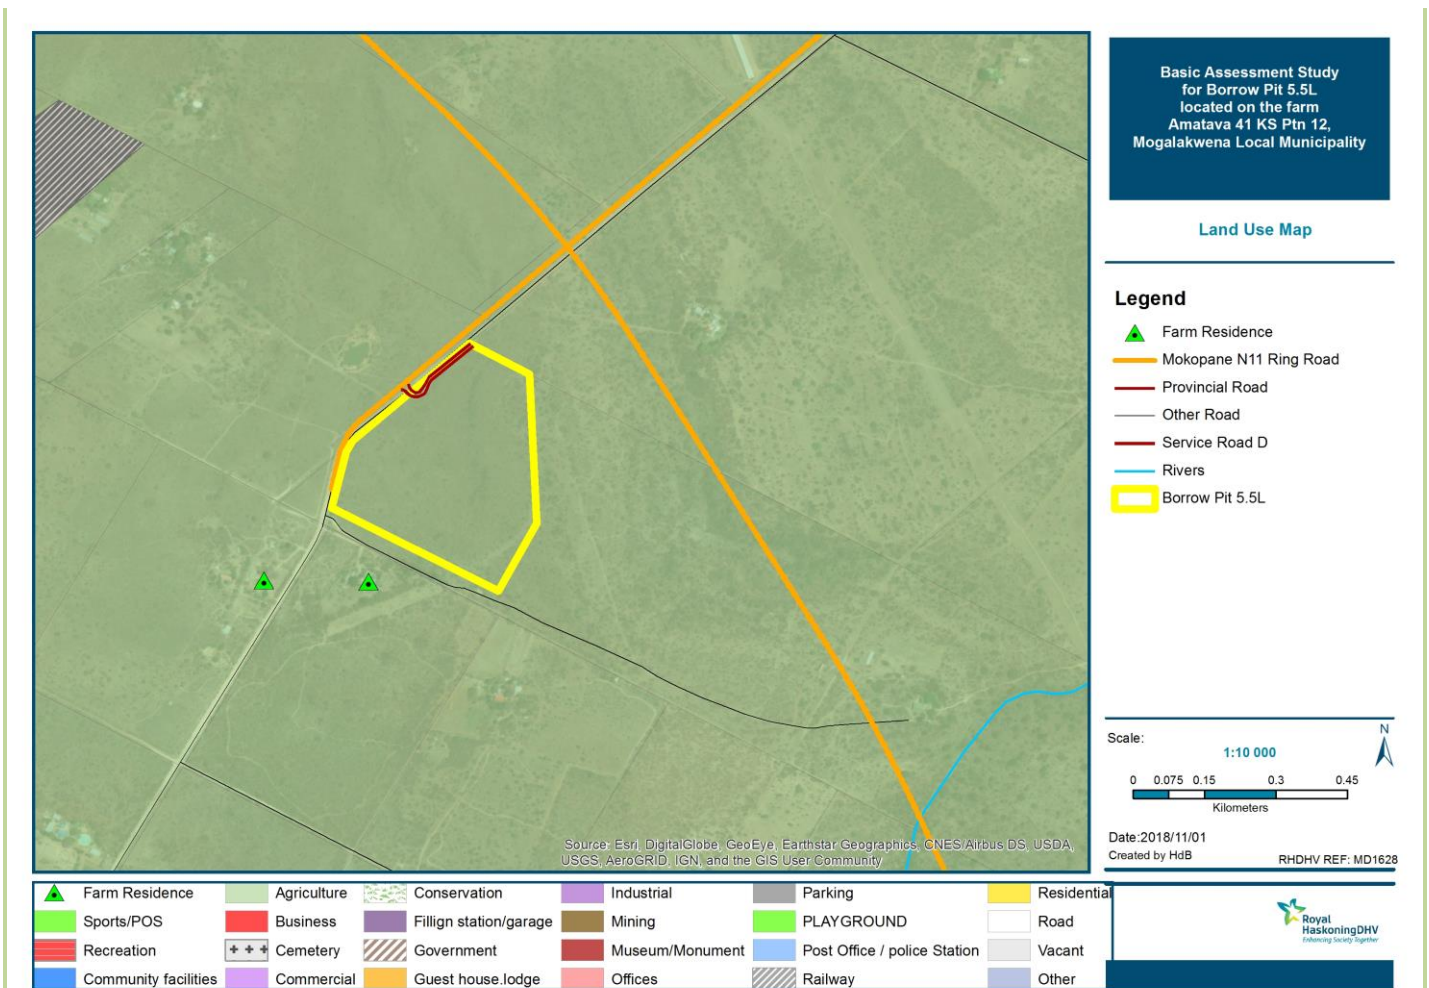 Basic Assessment Study
for Borrow Pit 5.5L
located on the farm
Amatava 41 KS Ptn 12,
Mogalakwena Local Municipality
Land Use Map
Legend
Farm Residence
Mokopane N11 Ring Road
Provincial Road
Other Road
Service Road D
Rivers
Borrow Pit 5.5L
Scale:
N
1:10 000
0 0.075 0.15 0.3 0.45
Kilometers
Date:2018/11/01
Created by HdB
RHDHV REF: MD1628
Source: Esri, DigitalGlobe, GeoEye, Earthstar Geographics, CNES/Airbus DS, USDA,
USGS, AeroGRID, IGN, and the GIS User Community
Farm Residence Agriculture Conservation Industrial Parking Residential
Sports/POS Business Fillign station/garage Mining PLAYGROUND Road
Recreation Cemetery Government Museum/Monument Post Office / police Station Vacant
Community facilities Commercial Guest house.lodge Offices Railway Other
Royal
HaskoningDHV
Enhancing Society Together